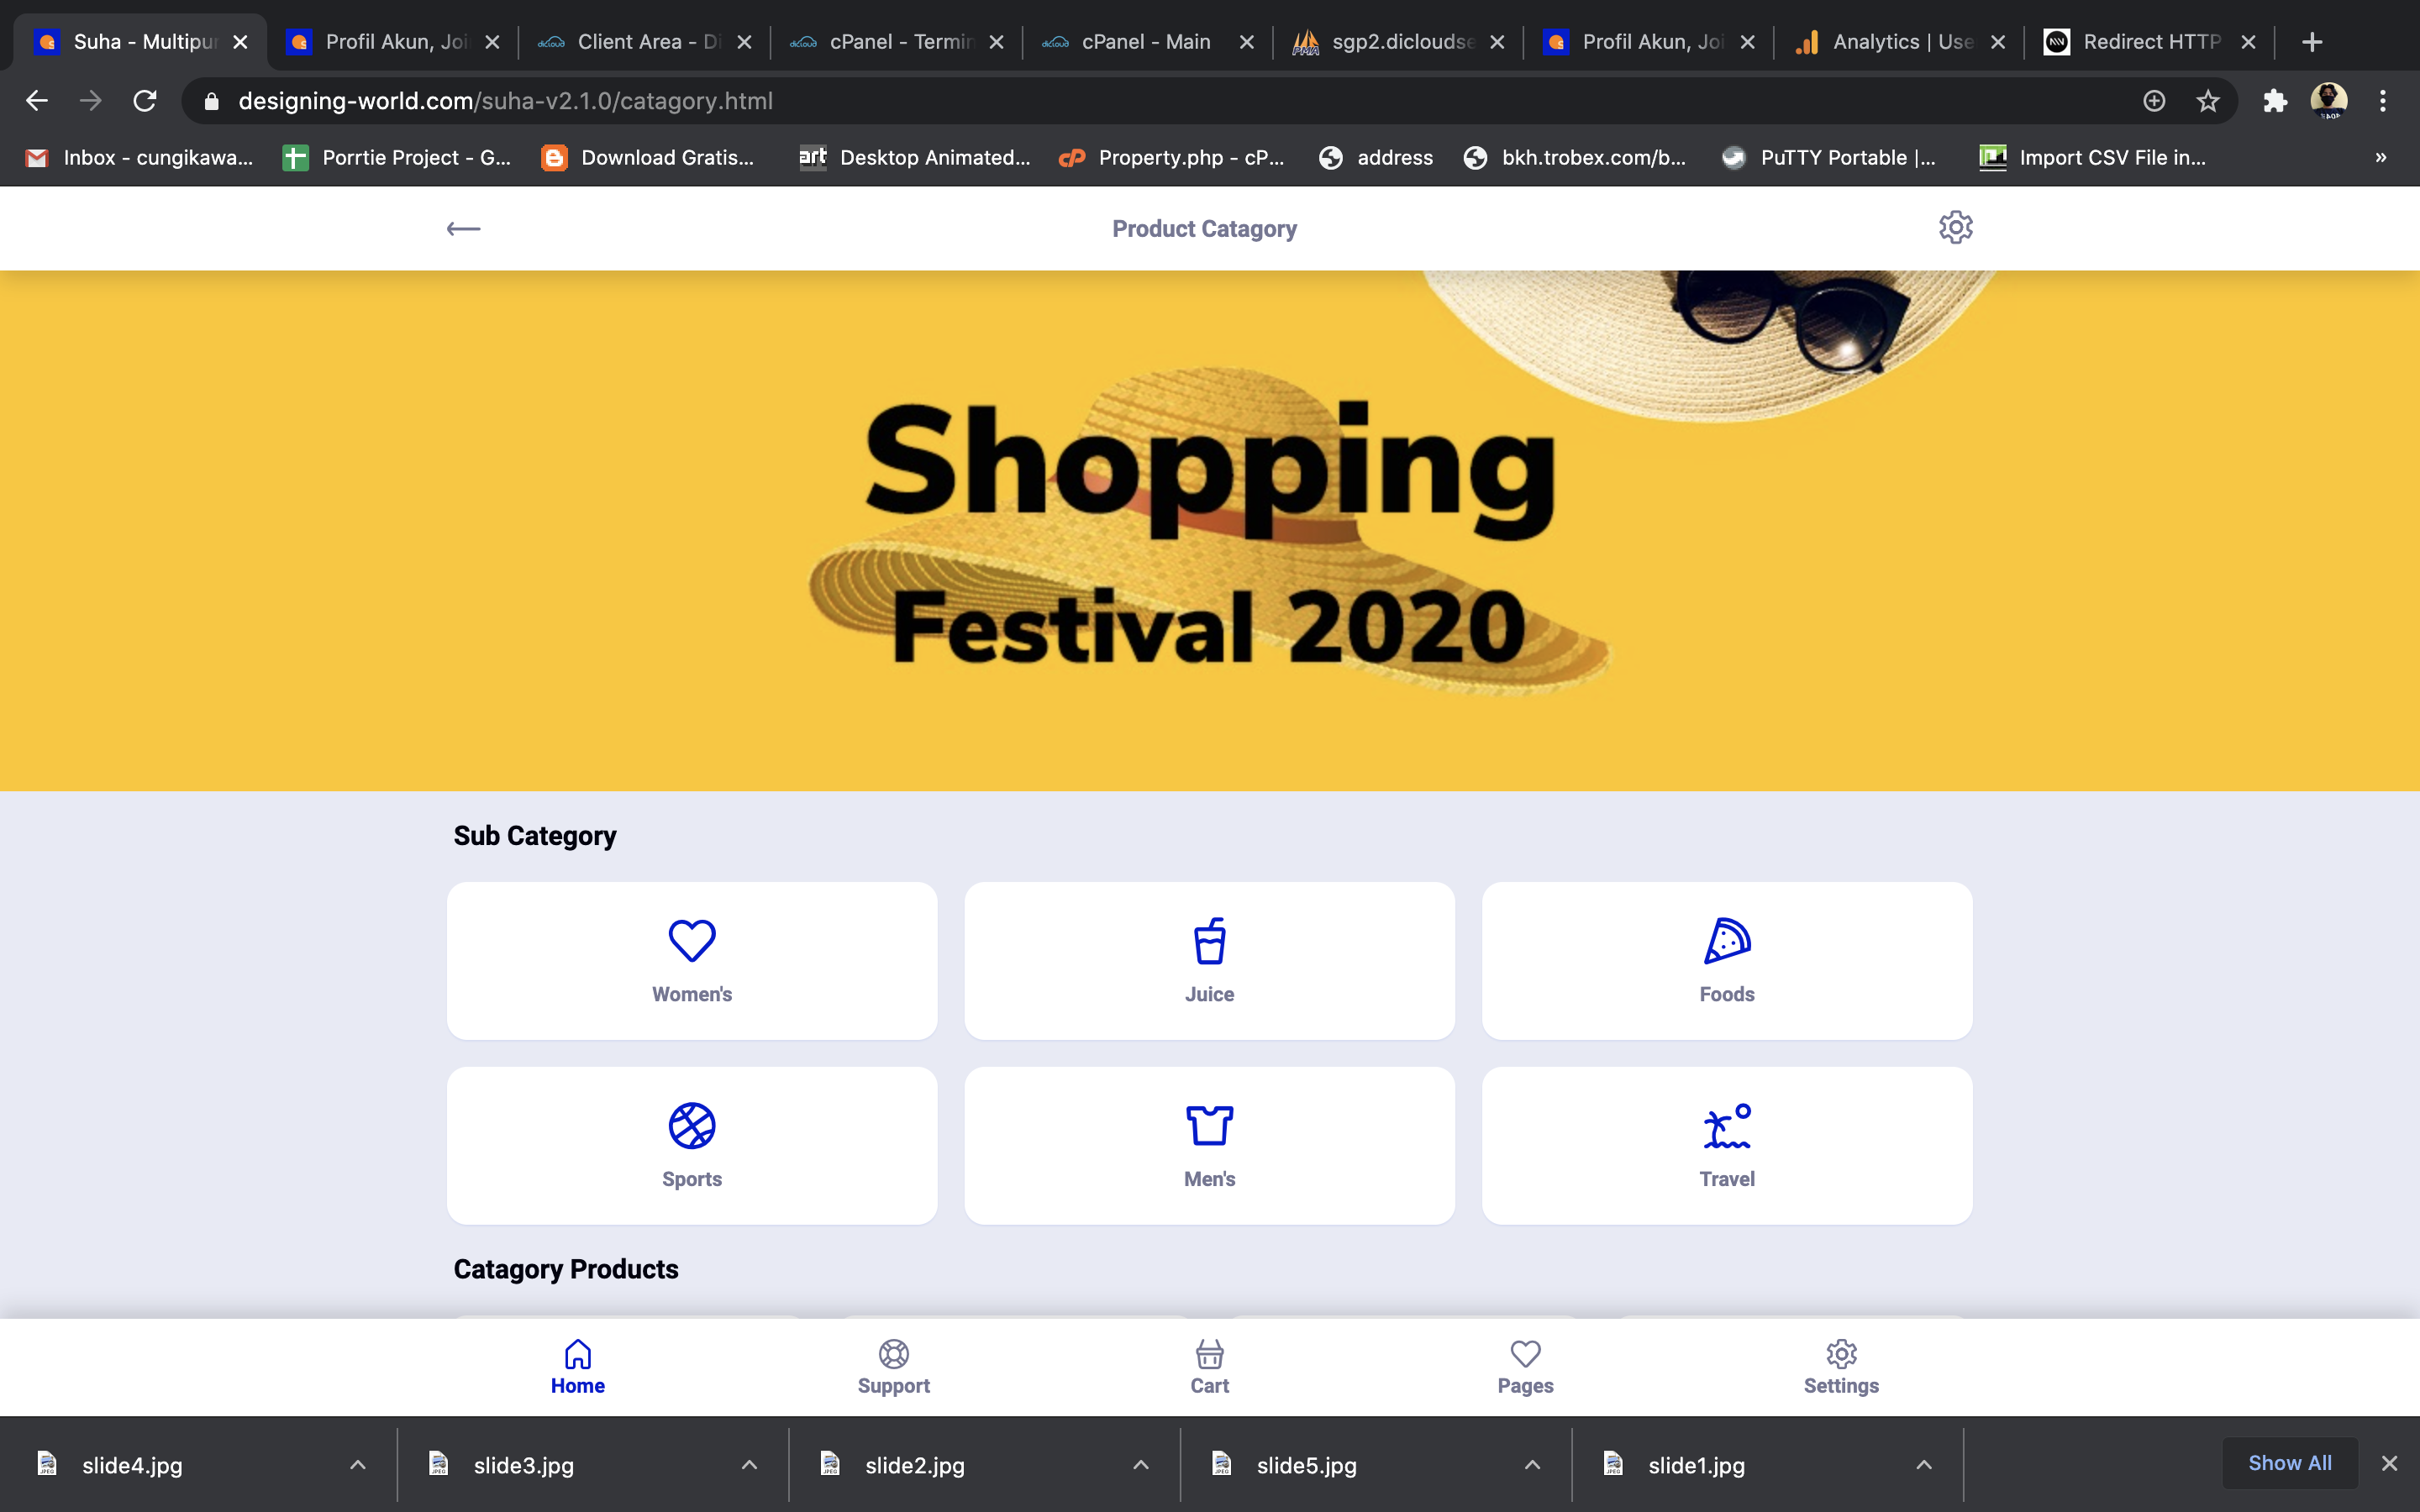 Suha - Multipur
Profil Akun, Joi
Client Area - Di
cPanel - Termin
cPanel - Main
sgp2.dicloudse
Profil Akun, Joi
Analytics | Use
Redirect HTTP
designing-world.com/suha-v2.1.0/catagory.html
Inbox - cungikawa...
Porrtie Project - G...
Download Gratis...
art
Desktop Animated...
cP
Property.php - cP...
address
bkh.trobex.com/b...
PuTTY Portable |...
Import CSV File in...
»
Product Catagory
Shopping
Festival 2020
Sub Category
Women's
Juice
Foods
Sports
Men's
Travel
Catagory Products
Home
Support
Cart
Pages
Settings
slide4.jpg
slide3.jpg
slide2.jpg
slide5.jpg
slide1.jpg
Show All